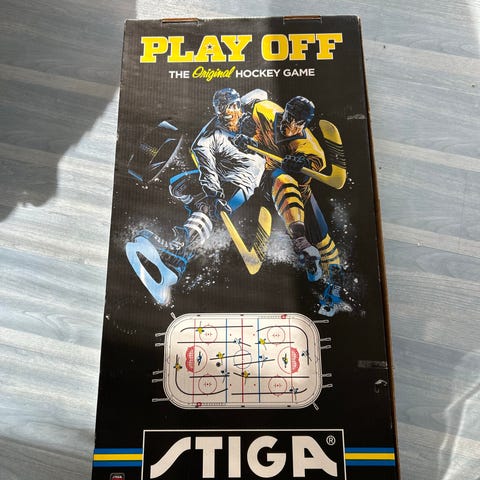 PLAY OFF
THE Original HOCKEY GAME
STIGA®